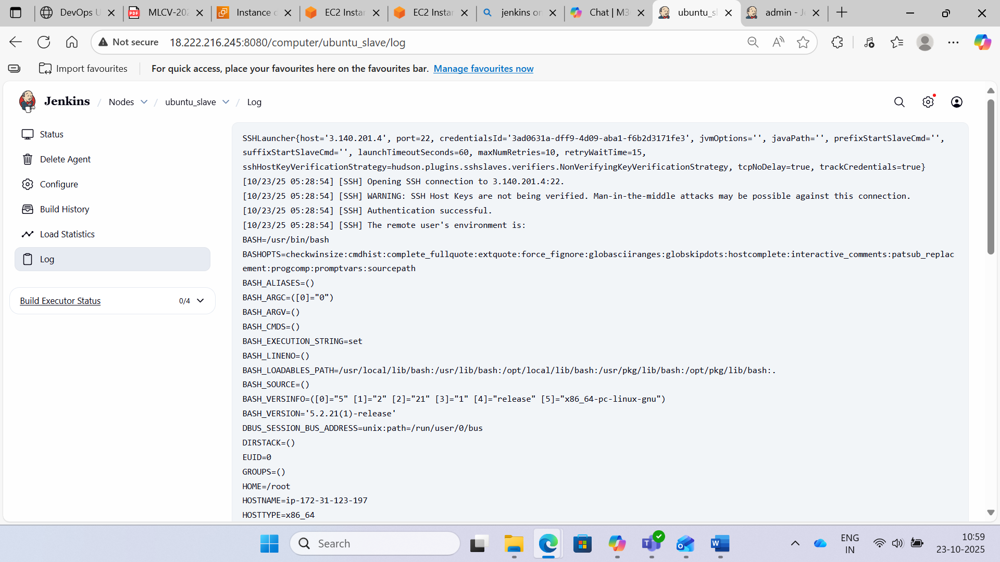 DevOps U
MLCV-202
Instance c
EC2 Instar
EC2 Instar
jenkins on
Chat | M3
ubuntu_sl
admin - Je
Not secure
18.222.216.245:8080/computer/ubuntu_slave/log
Import favourites
For quick access, place your favourites here on the favourites bar. Manage favourites now
Jenkins / Nodes / ubuntu_slave / Log
Status
Delete Agent
Configure
Build History
Load Statistics
Log
Build Executor Status 0/4
SSHLauncher{host='3.140.201.4', port=22, credentialsId='3ad0631a-dff9-4d09-aba1-f6b2d3171fe3', jvmOptions='', javaPath='', prefixStartSlaveCmd='',
suffixStartSlaveCmd='', launchTimeoutSeconds=60, maxNumRetries=10, retryWaitTime=15,
sshHostKeyVerificationStrategy=hudson.plugins.sshslaves.verifiers.NonVerifyingKeyVerificationStrategy, tcpNoDelay=true, trackCredentials=true}
[10/23/25 05:28:54] [SSH] Opening SSH connection to 3.140.201.4:22.
[10/23/25 05:28:54] [SSH] WARNING: SSH Host Keys are not being verified. Man-in-the-middle attacks may be possible against this connection.
[10/23/25 05:28:54] [SSH] Authentication successful.
[10/23/25 05:28:54] [SSH] The remote user's environment is:
BASH=/usr/bin/bash
BASHOPTS=checkwinsize:cmdhist:complete_fullquote:extquote:force_fignore:globasciiranges:globskipdots:hostcomplete:interactive_comments:patsub_replac
ement:progcomp:promptvars:sourcepath
BASH_ALIASES=()
BASH_ARGC=([0]="0")
BASH_ARGV=()
BASH_CMDS=()
BASH_EXECUTION_STRING=set
BASH_LINENO=()
BASH_LOADABLES_PATH=/usr/local/lib/bash:/usr/lib/bash:/opt/local/lib/bash:/usr/pkg/lib/bash:/opt/pkg/lib/bash:.
BASH_SOURCE=()
BASH_VERSINFO=([0]="5" [1]="2" [2]="21" [3]="1" [4]="release" [5]="x86_64-pc-linux-gnu")
BASH_VERSION='5.2.21(1)-release'
DBUS_SESSION_BUS_ADDRESS=unix:path=/run/user/0/bus
DIRSTACK=()
EUID=0
GROUPS=()
HOME=/root
HOSTNAME=ip-172-31-123-197
HOSTTYPE=x86_64
Search
ENG
IN
10:59
23-10-2025